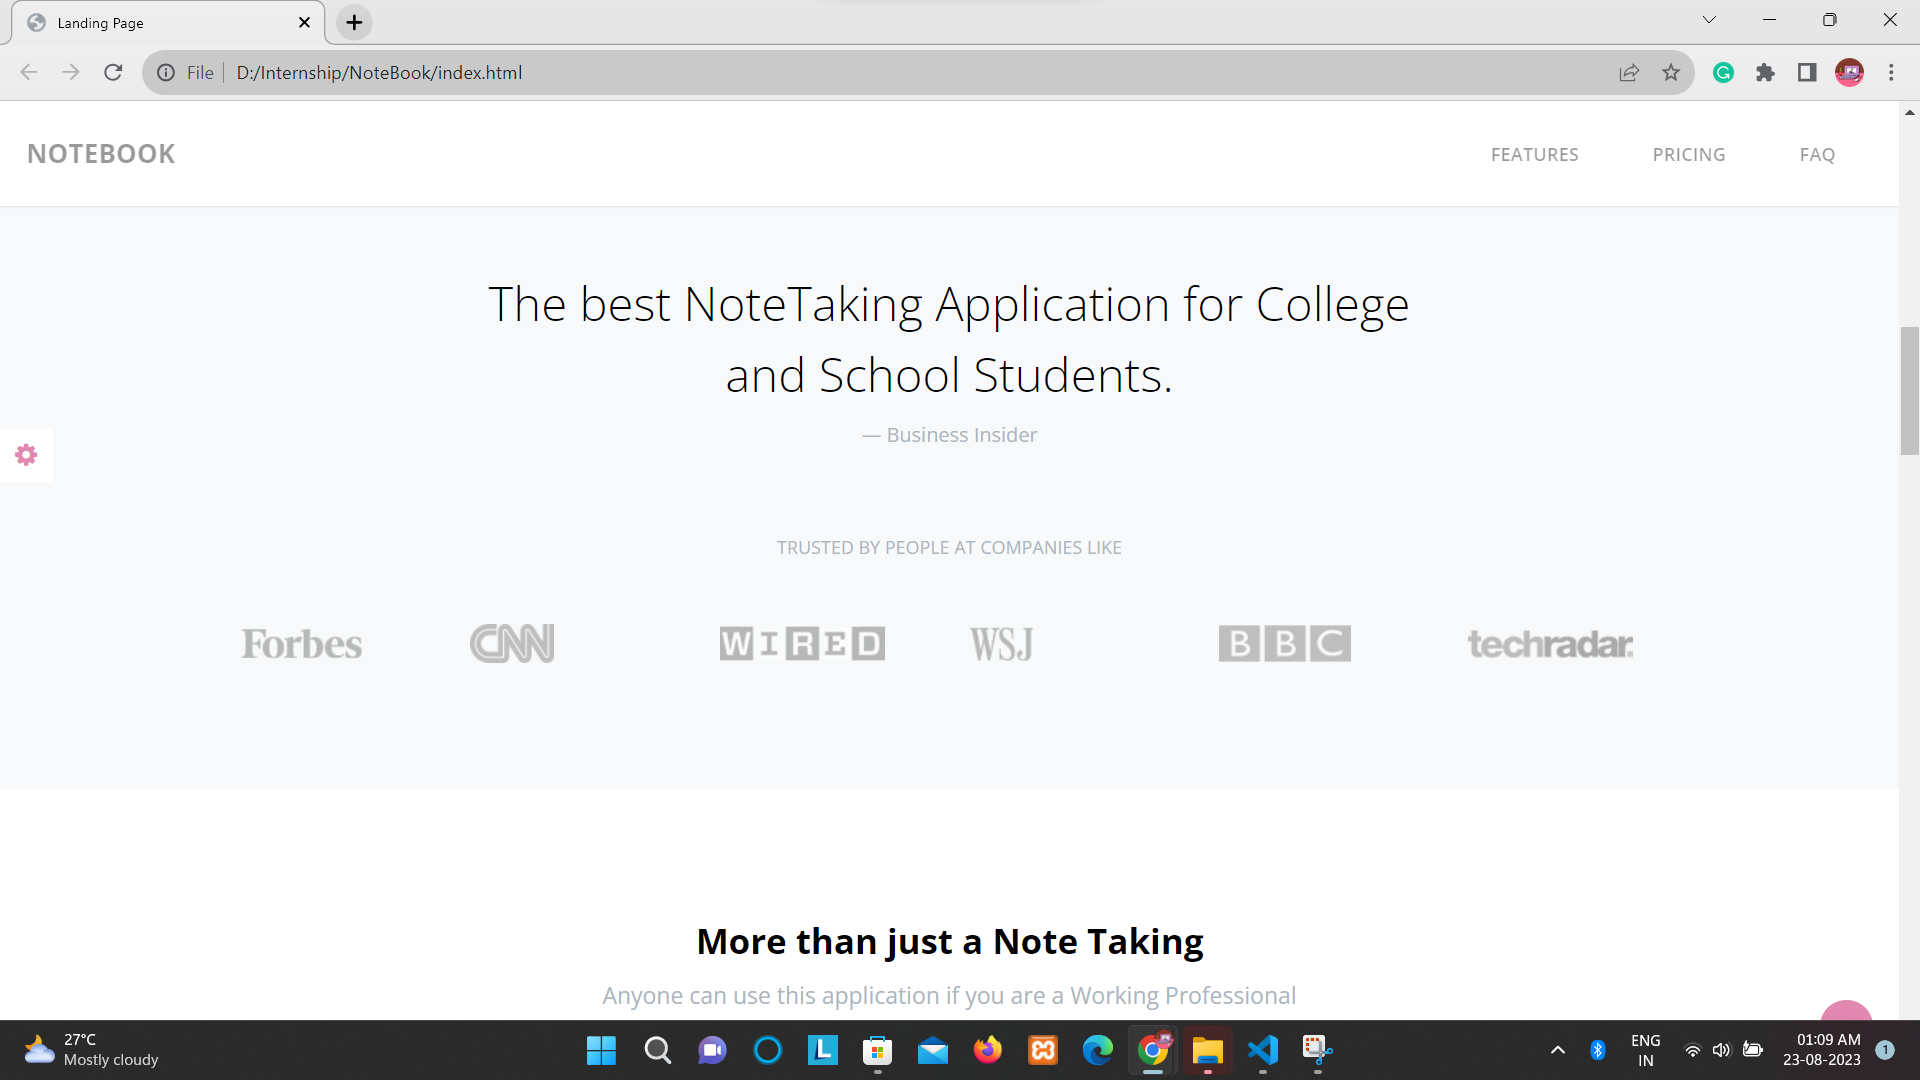 Landing Page
File
D:/Internship/NoteBook/index.html
NOTEBOOK
FEATURES
PRICING
FAQ
The best NoteTaking Application for College
and School Students.
— Business Insider
TRUSTED BY PEOPLE AT COMPANIES LIKE
Forbes
CNN
WIRED
WSJ
BBC
techradar.
More than just a Note Taking
Anyone can use this application if you are a Working Professional
27°C
Mostly cloudy
L
ENG
IN
01:09 AM
23-08-2023
1